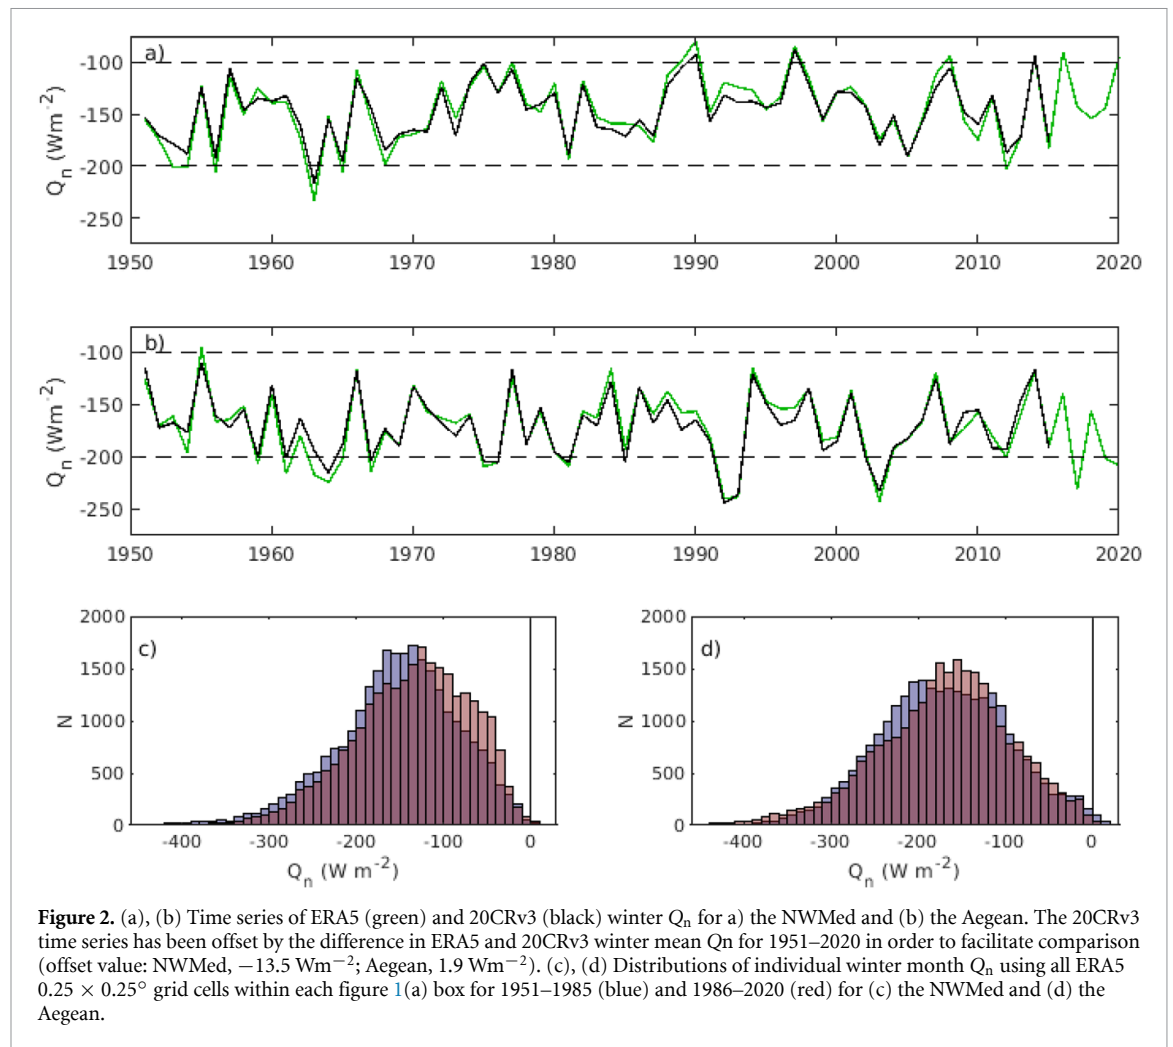 a)
-100
-150
-200
-250
Q_n (Wm^-2)
1950 1960 1970 1980 1990 2000 2010 2020
b)
-100
-150
-200
-250
Q_n (Wm^-2)
1950 1960 1970 1980 1990 2000 2010 2020
c)
2000
1500
1000
500
0
N
-400 -300 -200 -100 0
Q_n (W m^-2)
d)
2000
1500
1000
500
0
N
-400 -300 -200 -100 0
Q_n (W m^-2)
Figure 2. (a), (b) Time series of ERA5 (green) and 20CRv3 (black) winter Q_n for a) the NWMed and (b) the Aegean. The 20CRv3
time series has been offset by the difference in ERA5 and 20CRv3 winter mean Qn for 1951–2020 in order to facilitate comparison
(offset value: NWMed, −13.5 Wm^−2; Aegean, 1.9 Wm^−2). (c), (d) Distributions of individual winter month Q_n using all ERA5
0.25 × 0.25° grid cells within each figure 1(a) box for 1951–1985 (blue) and 1986–2020 (red) for (c) the NWMed and (d) the
Aegean.